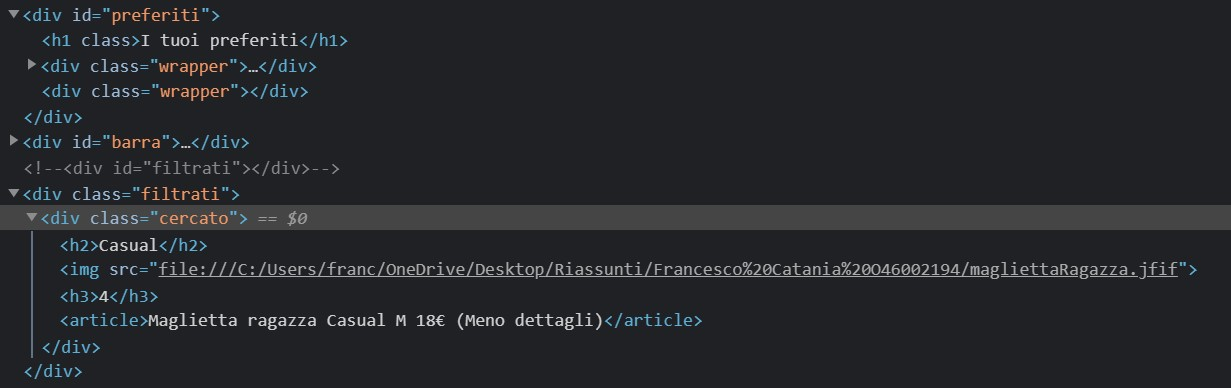 ▼<div id="preferiti">
<h1 class>I tuoi preferiti</h1>
▶<div class="wrapper">…</div>
<div class="wrapper"></div>
</div>
▶<div id="barra">…</div>
<!--<div id="filtrati"></div>-->
▼<div class="filtrati">
▼<div class="cercato"> == $0
<h2>Casual</h2>
<img src="file:///C:/Users/franc/OneDrive/Desktop/Riassunti/Francesco%20Catania%20O46002194/magliettaRagazza.jfif">
<h3>4</h3>
<article>Maglietta ragazza Casual M 18€ (Meno dettagli)</article>
</div>
</div>